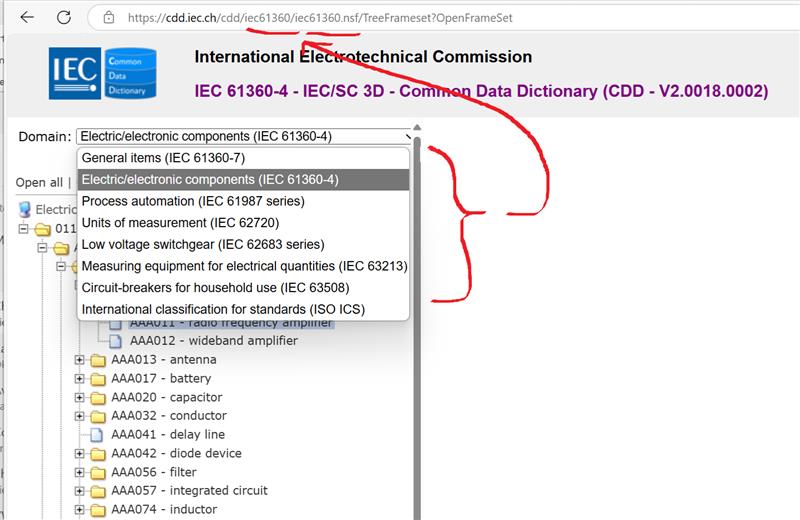 https://cdd.iec.ch/cdd/iec61360/iec61360.nsf/TreeFrameset?OpenFrameSet
IEC
Common
Data
Dictionary
International Electrotechnical Commission
IEC 61360-4 - IEC/SC 3D - Common Data Dictionary (CDD - V2.0018.0002)
Domain:
Electric/electronic components (IEC 61360-4)
General items (IEC 61360-7)
Open all |
Electric/electronic components (IEC 61360-4)
Process automation (IEC 61987 series)
Electric
Units of measurement (IEC 62720)
011
Low voltage switchgear (IEC 62683 series)
Measuring equipment for electrical quantities (IEC 63213)
Circuit-breakers for household use (IEC 63508)
International classification for standards (ISO ICS)
AAA011 - radio frequency amplifier
AAA012 - wideband amplifier
AAA013 - antenna
AAA017 - battery
AAA020 - capacitor
AAA032 - conductor
AAA041 - delay line
AAA042 - diode device
AAA056 - filter
AAA057 - integrated circuit
AAA074 - inductor